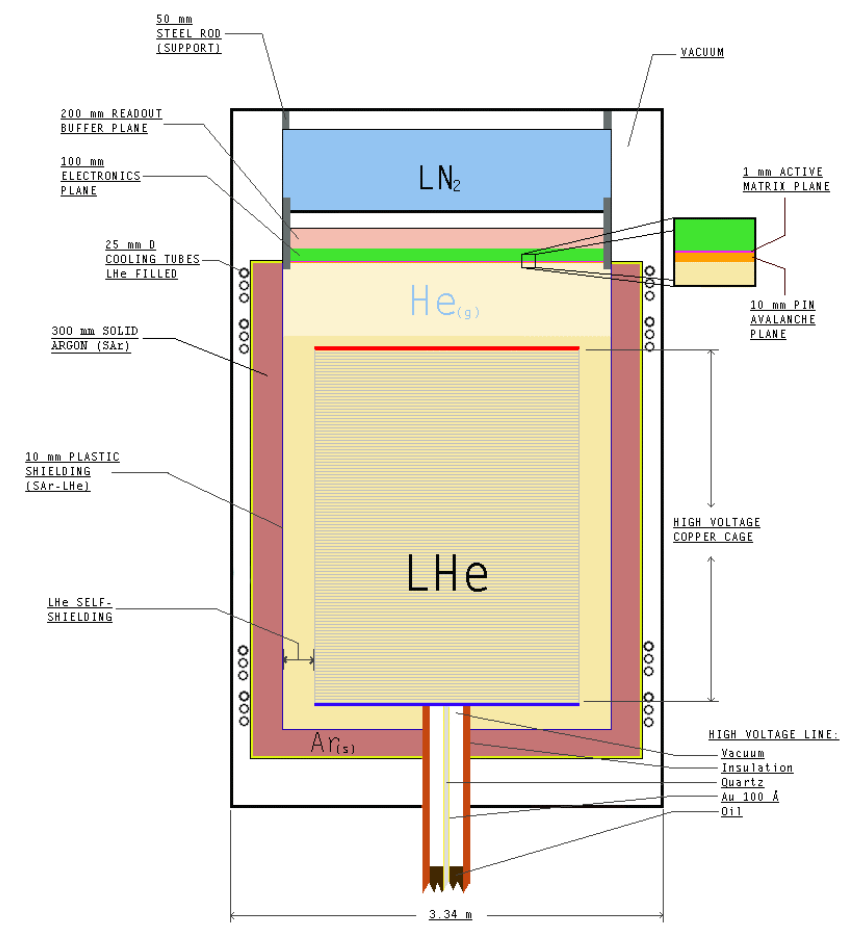 50 mm
STEEL ROD
(SUPPORT)
VACUUM
200 mm READOUT
BUFFER PLANE
100 mm
ELECTRONICS
PLANE
LN₂
1 mm ACTIVE
MATRIX PLANE
25 mm D
COOLING TUBES
LHe FILLED
He(g)
10 mm PIN
AVALANCHE
PLANE
300 mm SOLID
ARGON (SAr)
10 mm PLASTIC
SHIELDING
(SAr-LHe)
HIGH VOLTAGE
COPPER CAGE
LHe
LHe SELF-
SHIELDING
Ar(s)
HIGH VOLTAGE LINE:
Vacuum
Insulation
Quartz
Au 100 Å
Oil
3.34 m